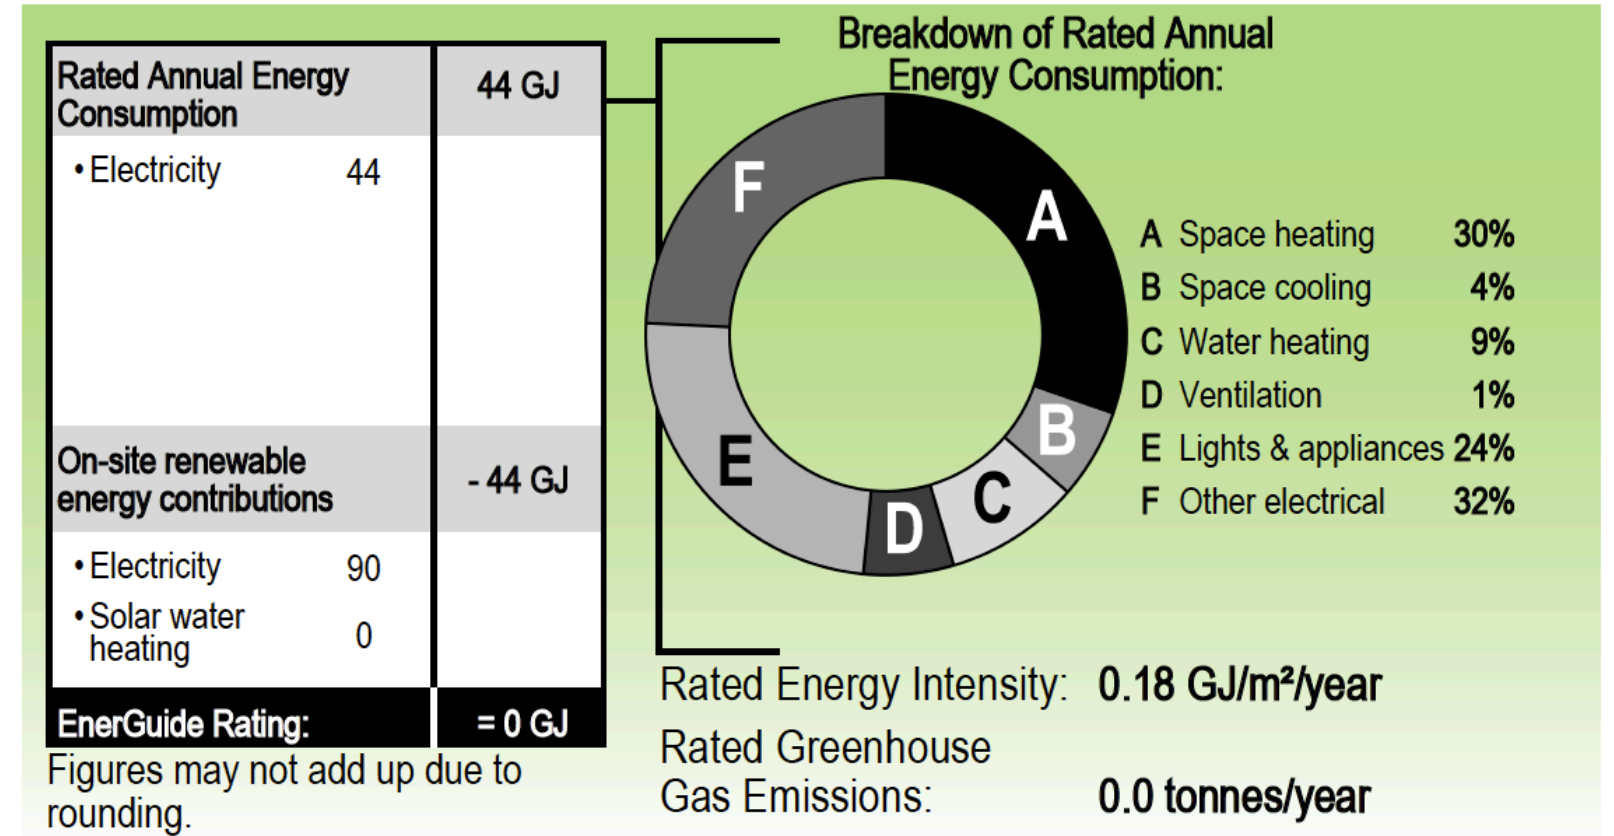 Rated Annual Energy
Consumption
44 GJ
• Electricity 44
On-site renewable
energy contributions
- 44 GJ
• Electricity 90
• Solar water
heating
0
EnerGuide Rating: = 0 GJ
Figures may not add up due to
rounding.
Breakdown of Rated Annual
Energy Consumption:
F
A
B
E
C
D
A Space heating 30%
B Space cooling 4%
C Water heating 9%
D Ventilation 1%
E Lights & appliances 24%
F Other electrical 32%
Rated Energy Intensity: 0.18 GJ/m²/year
Rated Greenhouse
Gas Emissions: 0.0 tonnes/year